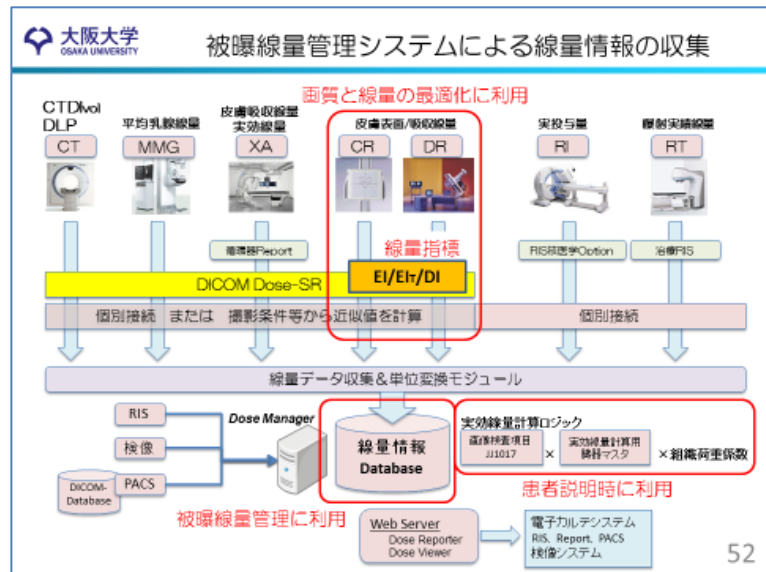 大阪大学
OSAKA UNIVERSITY
被曝線量管理システムによる線量情報の収集
画質と線量の最適化に利用
CTDIvol
DLP
平均乳腺線量
皮膚吸収線量
実効線量
皮膚表面/吸収線量
実投与量
照射実績線量
CT
MMG
XA
CR
DR
RI
RT
循環器Report
線量指標
RIS核医学Option
治療RIS
DICOM Dose-SR
EI/EIT/DI
個別接続 または 撮影条件等から近似値を計算
個別接続
線量データ収集&単位変換モジュール
RIS
検像
PACS
DICOM-
Database
Dose Manager
線量情報
Database
実効線量計算ロジック
画像検査項目
JJ1017
×
実効線量計算用
臓器マスタ
×組織荷重係数
患者説明時に利用
被曝線量管理に利用
Web Server
Dose Reporter
Dose Viewer
電子カルテシステム
RIS, Report, PACS
検像システム
52